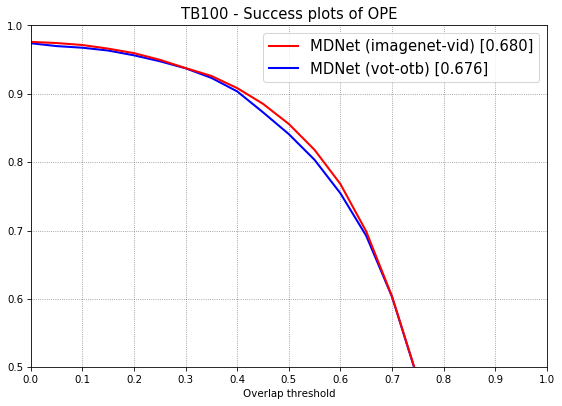 TB100 - Success plots of OPE
MDNet (imagenet-vid) [0.680]
MDNet (vot-otb) [0.676]
1.0
0.9
0.8
0.7
0.6
0.5
0.0 0.1 0.2 0.3 0.4 0.5 0.6 0.7 0.8 0.9 1.0
Overlap threshold